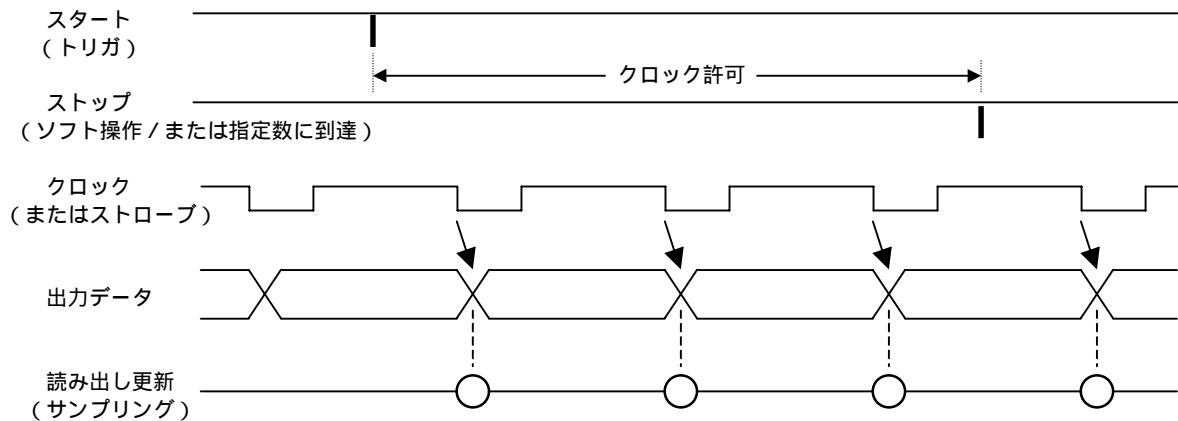 スタート
(トリガ)
クロック許可
ストップ
(ソフト操作/または指定数に到達)
クロック
(またはストローブ)
出力データ
読み出し更新
(サンプリング)